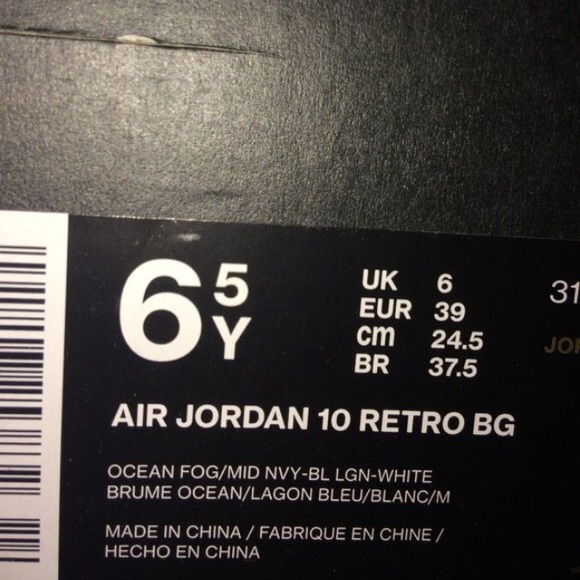 6 5 Y
UK 6
EUR 39
cm 24.5
BR 37.5
31
AIR JORDAN 10 RETRO BG
OCEAN FOG/MID NVY-BL LGN-WHITE
BRUME OCEAN/LAGON BLEU/BLANC/M
MADE IN CHINA / FABRIQUE EN CHINE /
HECHO EN CHINA